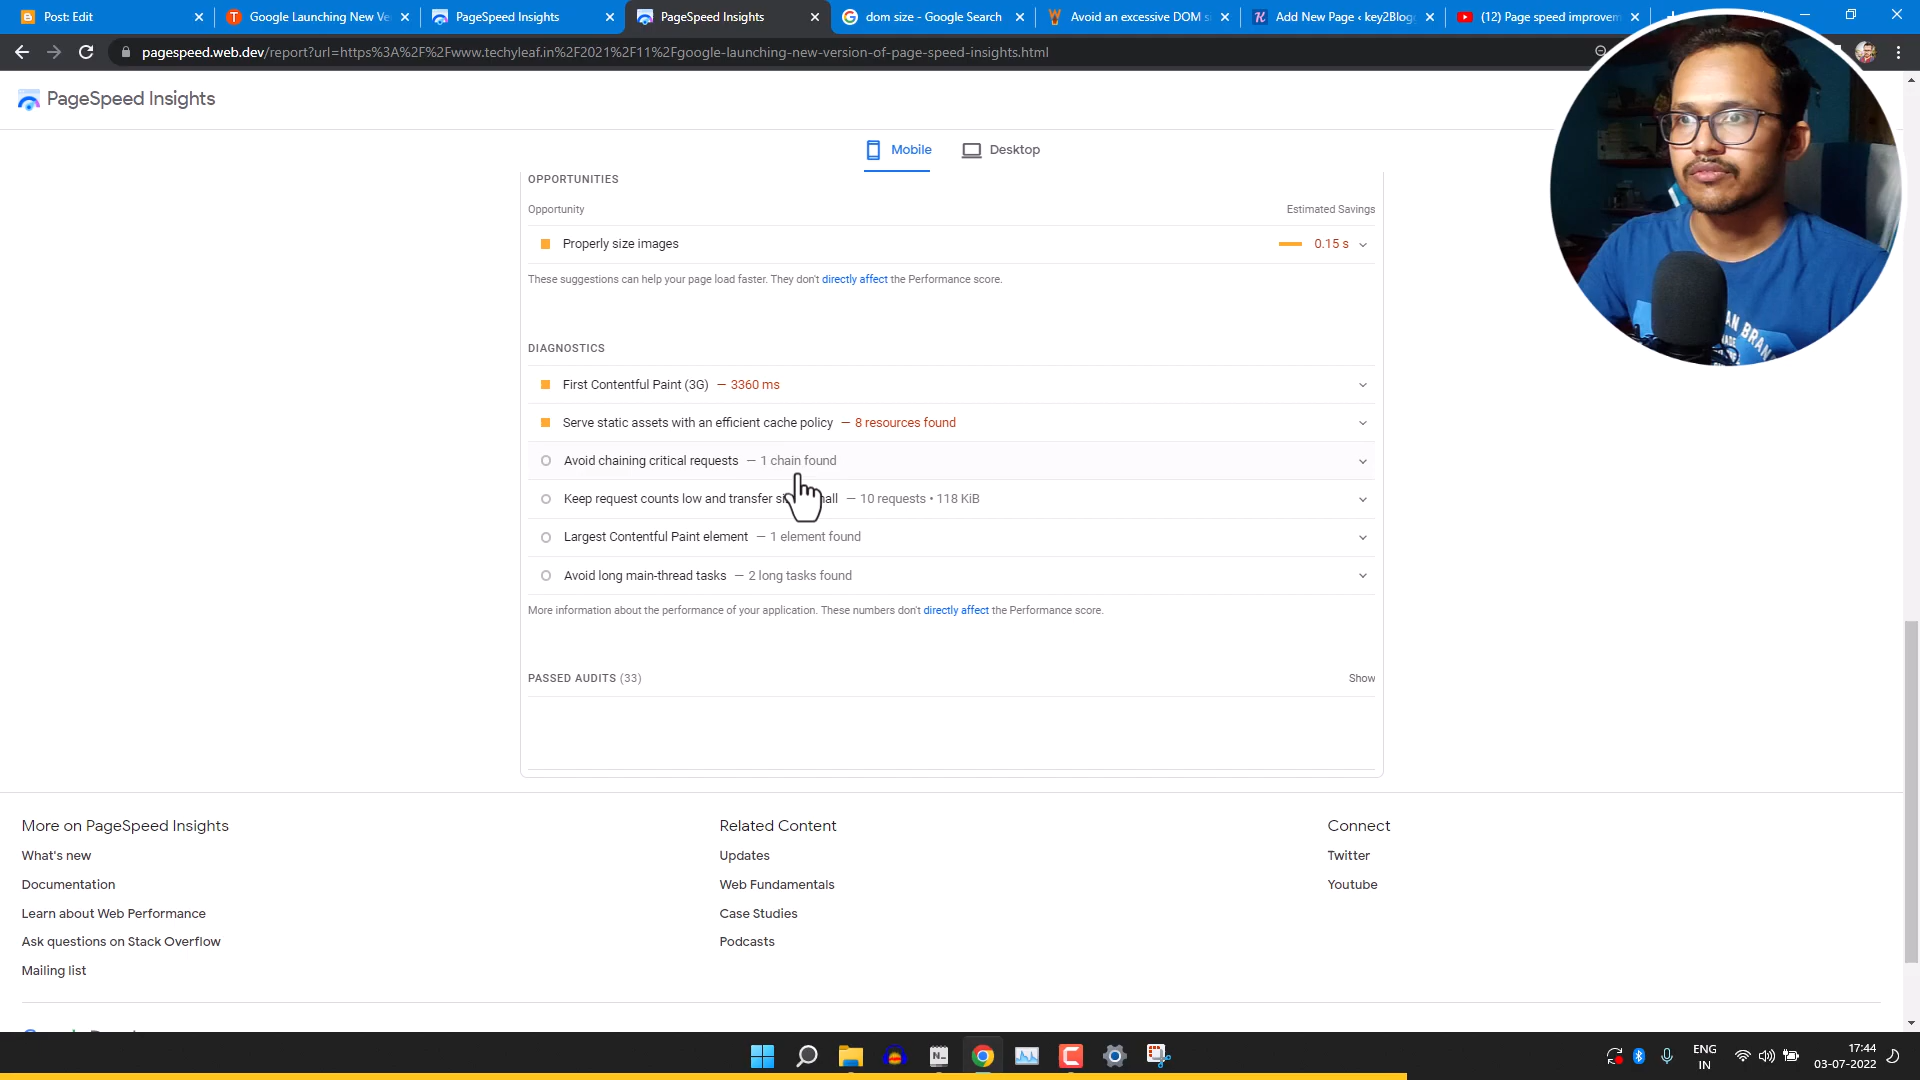 Post: Edit
Google Launching New Ve
PageSpeed Insights
PageSpeed Insights
dom size - Google Search
Avoid an excessive DOM s
Add New Page ‹ key2Blogg
(12) Page speed improvem
pagespeed.web.dev/report?url=https%3A%2F%2Fwww.techyleaf.in%2F2021%2F11%2Fgoogle-launching-new-version-of-page-speed-insights.html
PageSpeed Insights
Mobile
Desktop
OPPORTUNITIES
Opportunity
Estimated Savings
Properly size images
0.15 s
These suggestions can help your page load faster. They don't directly affect the Performance score.
DIAGNOSTICS
First Contentful Paint (3G) — 3360 ms
Serve static assets with an efficient cache policy — 8 resources found
Avoid chaining critical requests — 1 chain found
Keep request counts low and transfer si all — 10 requests • 118 KiB
Largest Contentful Paint element — 1 element found
Avoid long main-thread tasks — 2 long tasks found
More information about the performance of your application. These numbers don't directly affect the Performance score.
PASSED AUDITS (33)
Show
More on PageSpeed Insights
What's new
Documentation
Learn about Web Performance
Ask questions on Stack Overflow
Mailing list
Related Content
Updates
Web Fundamentals
Case Studies
Podcasts
Connect
Twitter
Youtube
ENG
IN
17:44
03-07-2022